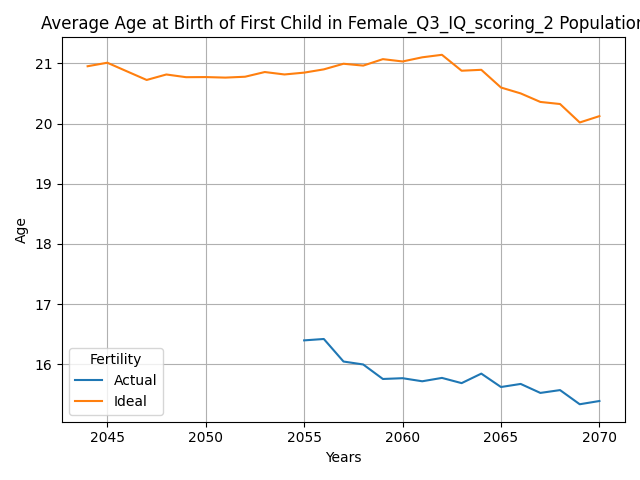 Average Age at Birth of First Child in Female_Q3_IQ_scoring_2 Population
21
20
19
18
17
16
Age
Fertility
Actual
Ideal
2045 2050 2055 2060 2065 2070
Years